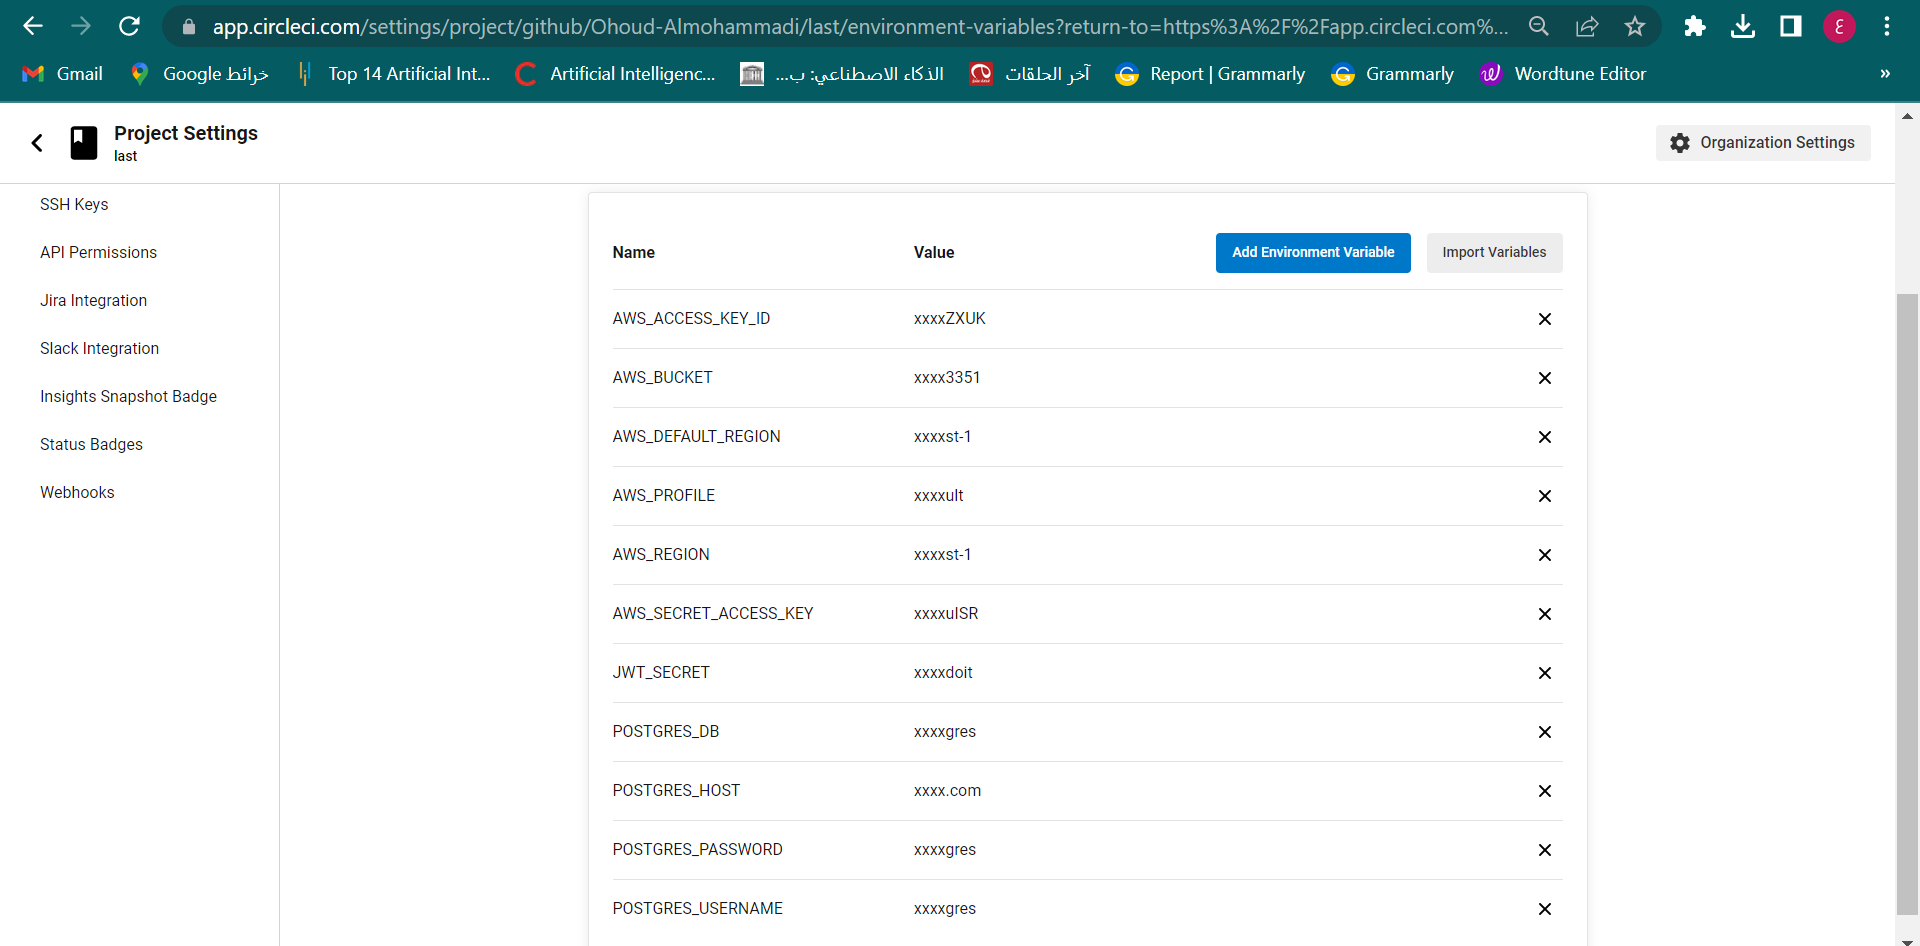 app.circleci.com/settings/project/github/Ohoud-Almohammadi/last/environment-variables?return-to=https%3A%2F%2Fapp.circleci.com%...
ع
Gmail
خرائط Google
Top 14 Artificial Int...
Artificial Intelligenc...
الذكاء الاصطناعي: ب...
آخر الحلقات
Report | Grammarly
Grammarly
Wordtune Editor
»
Project Settings
last
Organization Settings
SSH Keys
API Permissions
Jira Integration
Slack Integration
Insights Snapshot Badge
Status Badges
Webhooks
Name Value Add Environment Variable Import Variables
AWS_ACCESS_KEY_ID xxxxZXUK
AWS_BUCKET xxxx3351
AWS_DEFAULT_REGION xxxxst-1
AWS_PROFILE xxxxult
AWS_REGION xxxxst-1
AWS_SECRET_ACCESS_KEY xxxxuISR
JWT_SECRET xxxxdoit
POSTGRES_DB xxxxgres
POSTGRES_HOST xxxx.com
POSTGRES_PASSWORD xxxxgres
POSTGRES_USERNAME xxxxgres